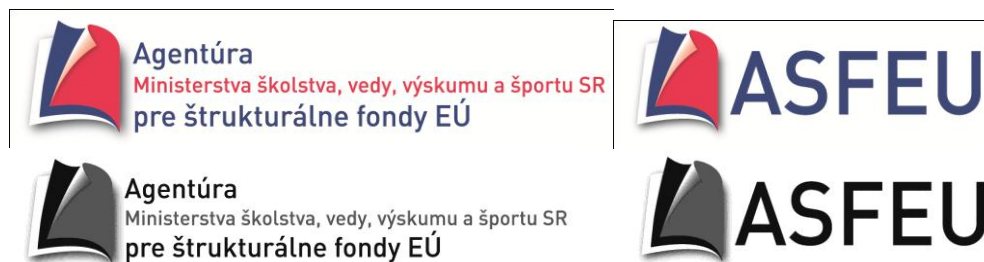 Agentúra
Ministerstva školstva, vedy, výskumu a športu SR
pre štrukturálne fondy EÚ
ASFEU
Agentúra
Ministerstva školstva, vedy, výskumu a športu SR
pre štrukturálne fondy EÚ
ASFEU